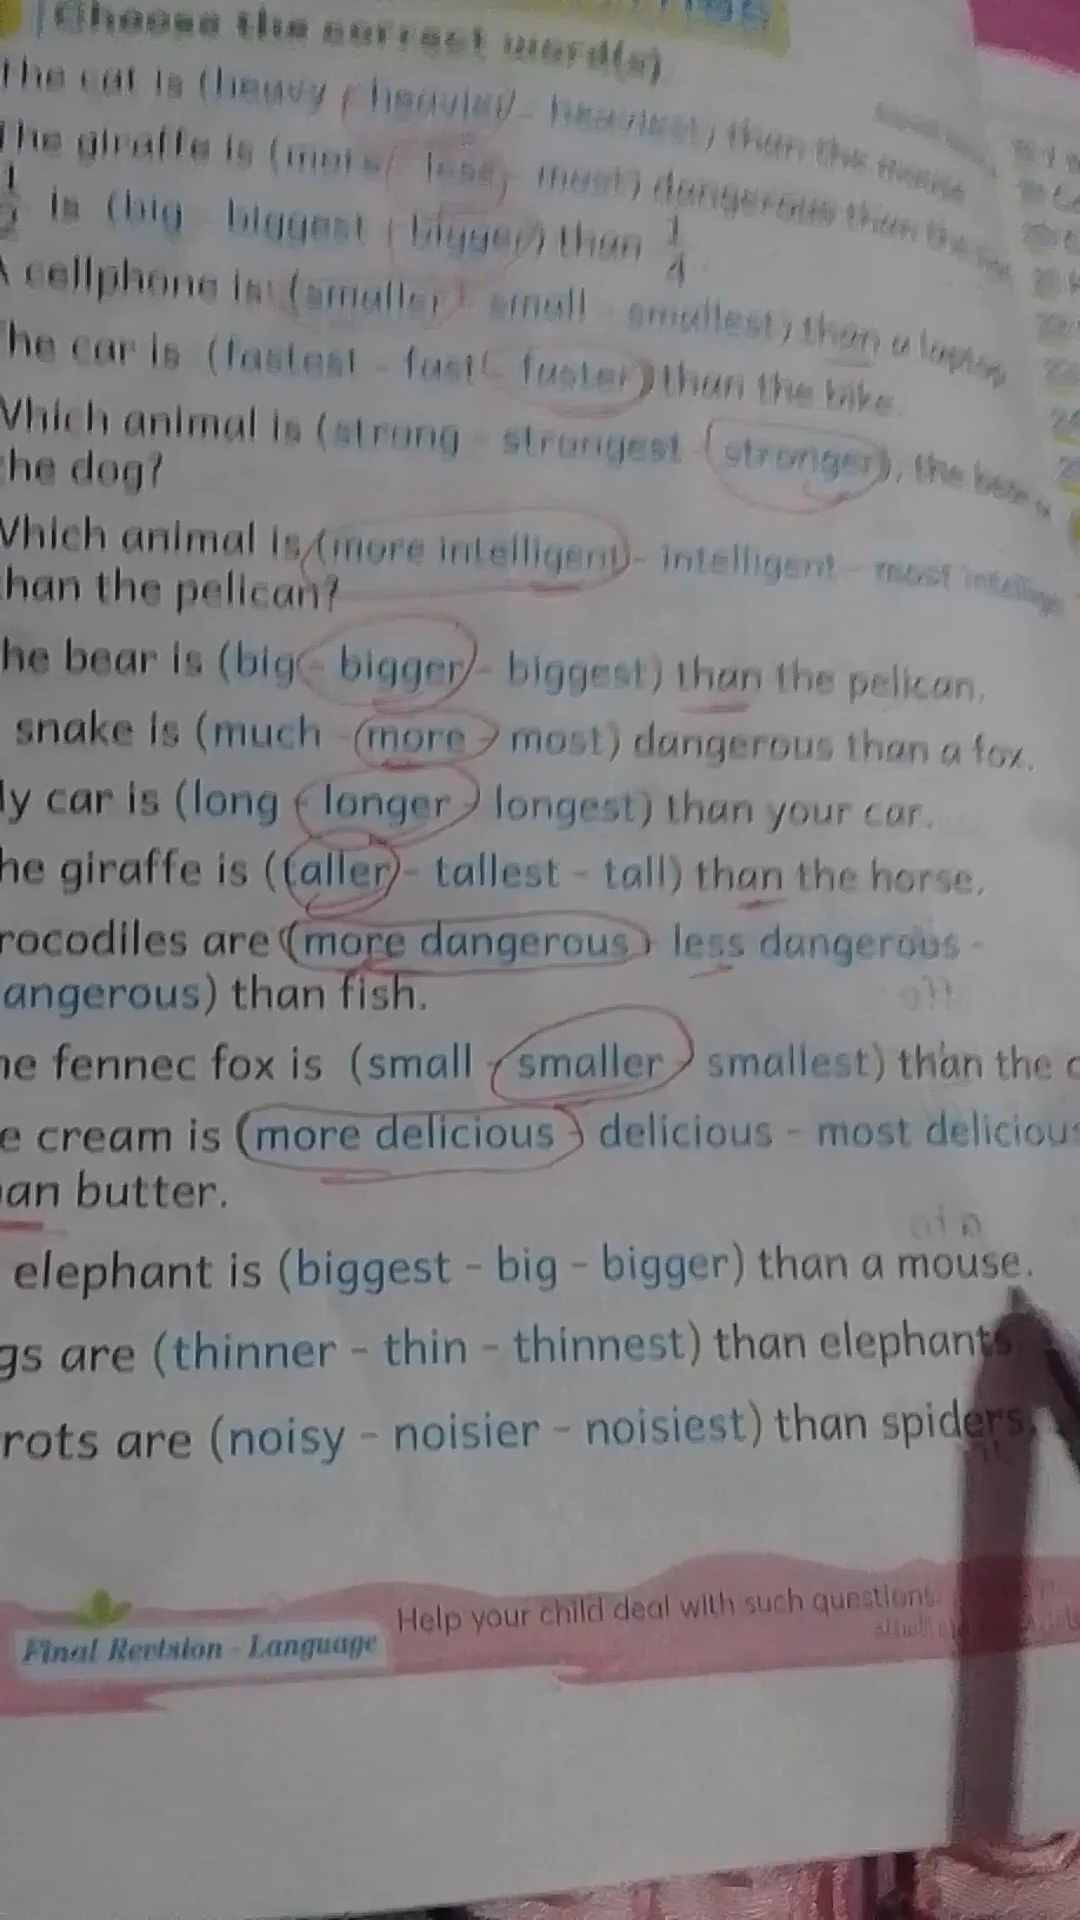 Choose the correct word(s)
The cat is (heavy - heavier - heaviest) than the
The giraffe is (more - less - most) dangerous than the
1/2 is (big - biggest - bigger) than 1/4.
A cellphone is (smaller - small - smallest) than a laptop
he car is (fastest - fast - faster) than the bike.
Which animal is (strong - strongest - stronger), the bear
he dog?
Which animal is (more intelligent - intelligent - most intellige
han the pelican?
he bear is (big - bigger - biggest) than the pelican.
snake is (much - more - most) dangerous than a fox.
ly car is (long - longer - longest) than your car.
he giraffe is (taller - tallest - tall) than the horse.
rocodiles are (more dangerous - less dangerous -
angerous) than fish.
he fennec fox is (small - smaller - smallest) than the
e cream is (more delicious - delicious - most delicious
an butter.
elephant is (biggest - big - bigger) than a mouse.
gs are (thinner - thin - thinnest) than elephants
rots are (noisy - noisier - noisiest) than spiders.
Help your child deal with such questions.
Final Revision - Language